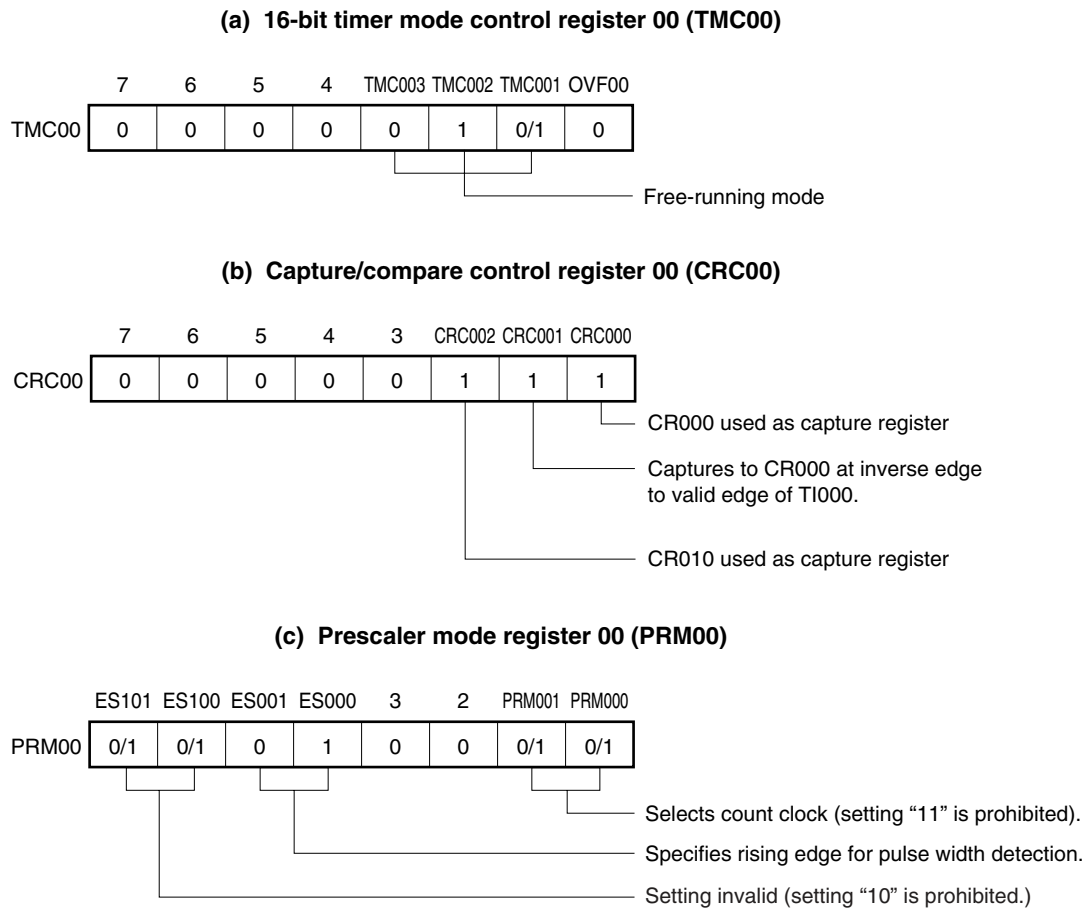 (a) 16-bit timer mode control register 00 (TMC00)
7 6 5 4 TMC003 TMC002 TMC001 OVF00
TMC00 0 0 0 0 0 1 0/1 0
Free-running mode
(b) Capture/compare control register 00 (CRC00)
7 6 5 4 3 CRC002 CRC001 CRC000
CRC00 0 0 0 0 0 1 1 1
CR000 used as capture register
Captures to CR000 at inverse edge
to valid edge of TI000.
CR010 used as capture register
(c) Prescaler mode register 00 (PRM00)
ES101 ES100 ES001 ES000 3 2 PRM001 PRM000
PRM00 0/1 0/1 0 1 0 0 0/1 0/1
Selects count clock (setting “11” is prohibited).
Specifies rising edge for pulse width detection.
Setting invalid (setting “10” is prohibited.)